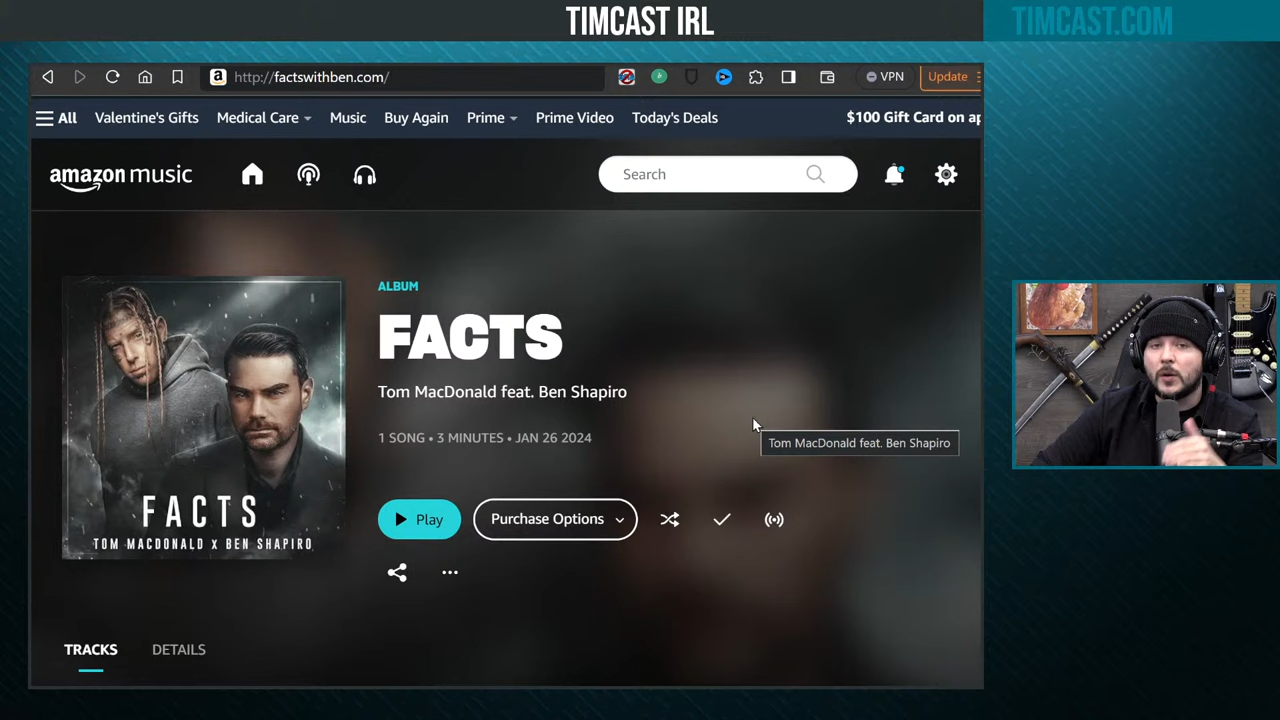 TIMCAST IRL
TIMCAST.COM
http://factswithben.com/
VPN
Update
All Valentine's Gifts Medical Care Music Buy Again Prime Prime Video Today's Deals $100 Gift Card on ap
amazon music
Search
ALBUM
FACTS
Tom MacDonald feat. Ben Shapiro
1 SONG • 3 MINUTES • JAN 26 2024
Tom MacDonald feat. Ben Shapiro
Play
Purchase Options
FACTS
TOM MACDONALD X BEN SHAPIRO
TRACKS DETAILS